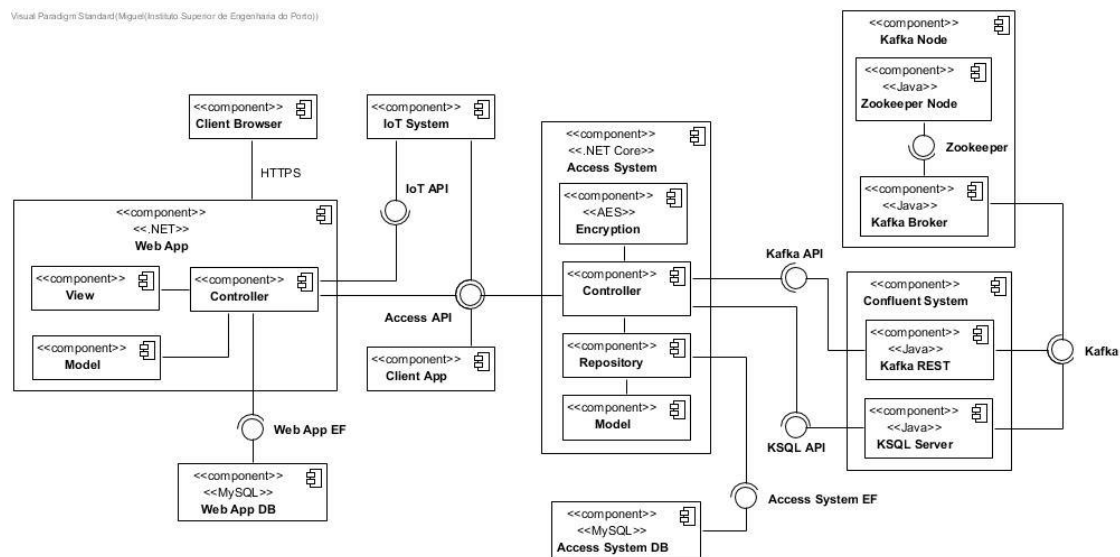 Visual Paradigm Standard(Miguel(Instituto Superior de Engenharia do Porto))
<<component>>
Kafka Node
<<component>>
<<Java>>
Zookeeper Node
Zookeeper
<<component>>
<<Java>>
Kafka Broker
<<component>>
Client Browser
HTTPS
<<component>>
IoT System
IoT API
<<component>>
<<.NET Core>>
Access System
<<component>>
<<AES>>
Encryption
<<component>>
Controller
<<component>>
Repository
<<component>>
Model
<<component>>
<<.NET>>
Web App
<<component>>
View
<<component>>
Controller
<<component>>
Model
Access API
<<component>>
Client App
Kafka API
KSQL API
<<component>>
Confluent System
<<component>>
<<Java>>
Kafka REST
<<component>>
<<Java>>
KSQL Server
Kafka
Web App EF
<<component>>
<<MySQL>>
Web App DB
Access System EF
<<component>>
<<MySQL>>
Access System DB